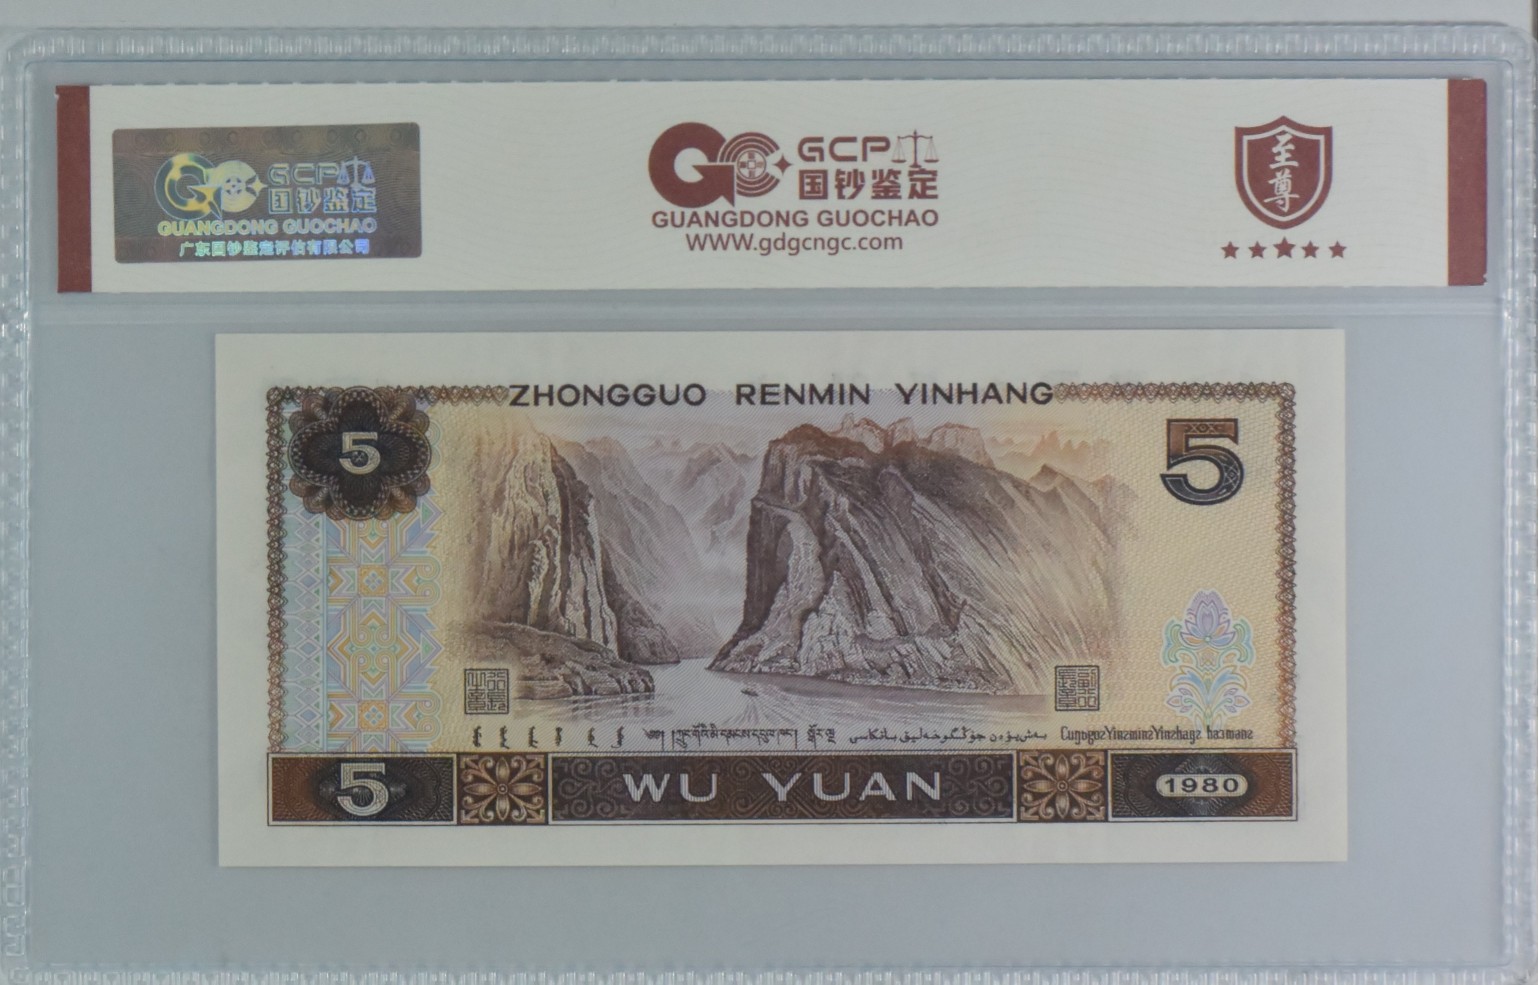 GCP
国钞鉴定
GUANGDONG GUOCHAO
广东国钞鉴定评估有限公司
GCP
国钞鉴定
GUANGDONG GUOCHAO
WWW.gdgcngc.com
至尊
ZHONGGUO RENMIN YINHANG
5
5
CungguzYinzminzYinzhangz hajmaenz
5
WU YUAN
1980